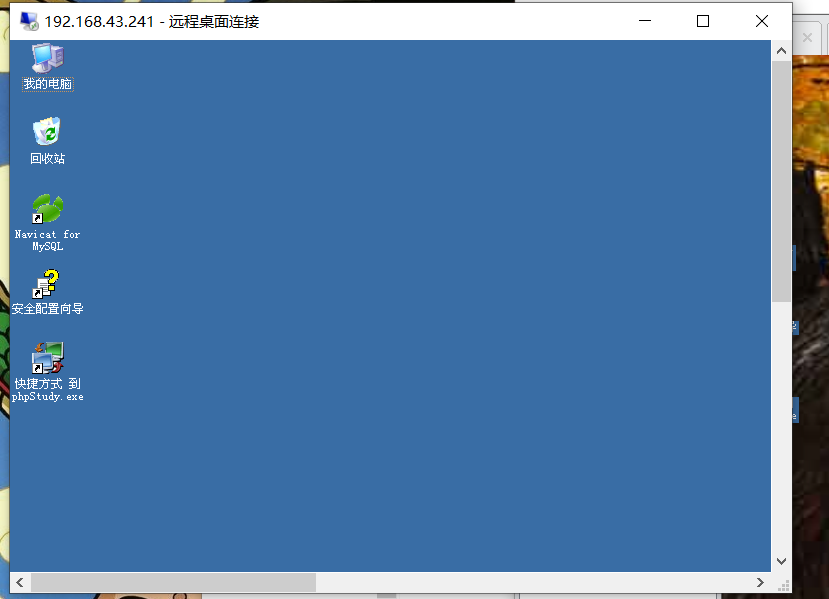 192.168.43.241 - 远程桌面连接
我的电脑
回收站
Navicat for
MySQL
安全配置向导
快捷方式 到
phpStudy.exe